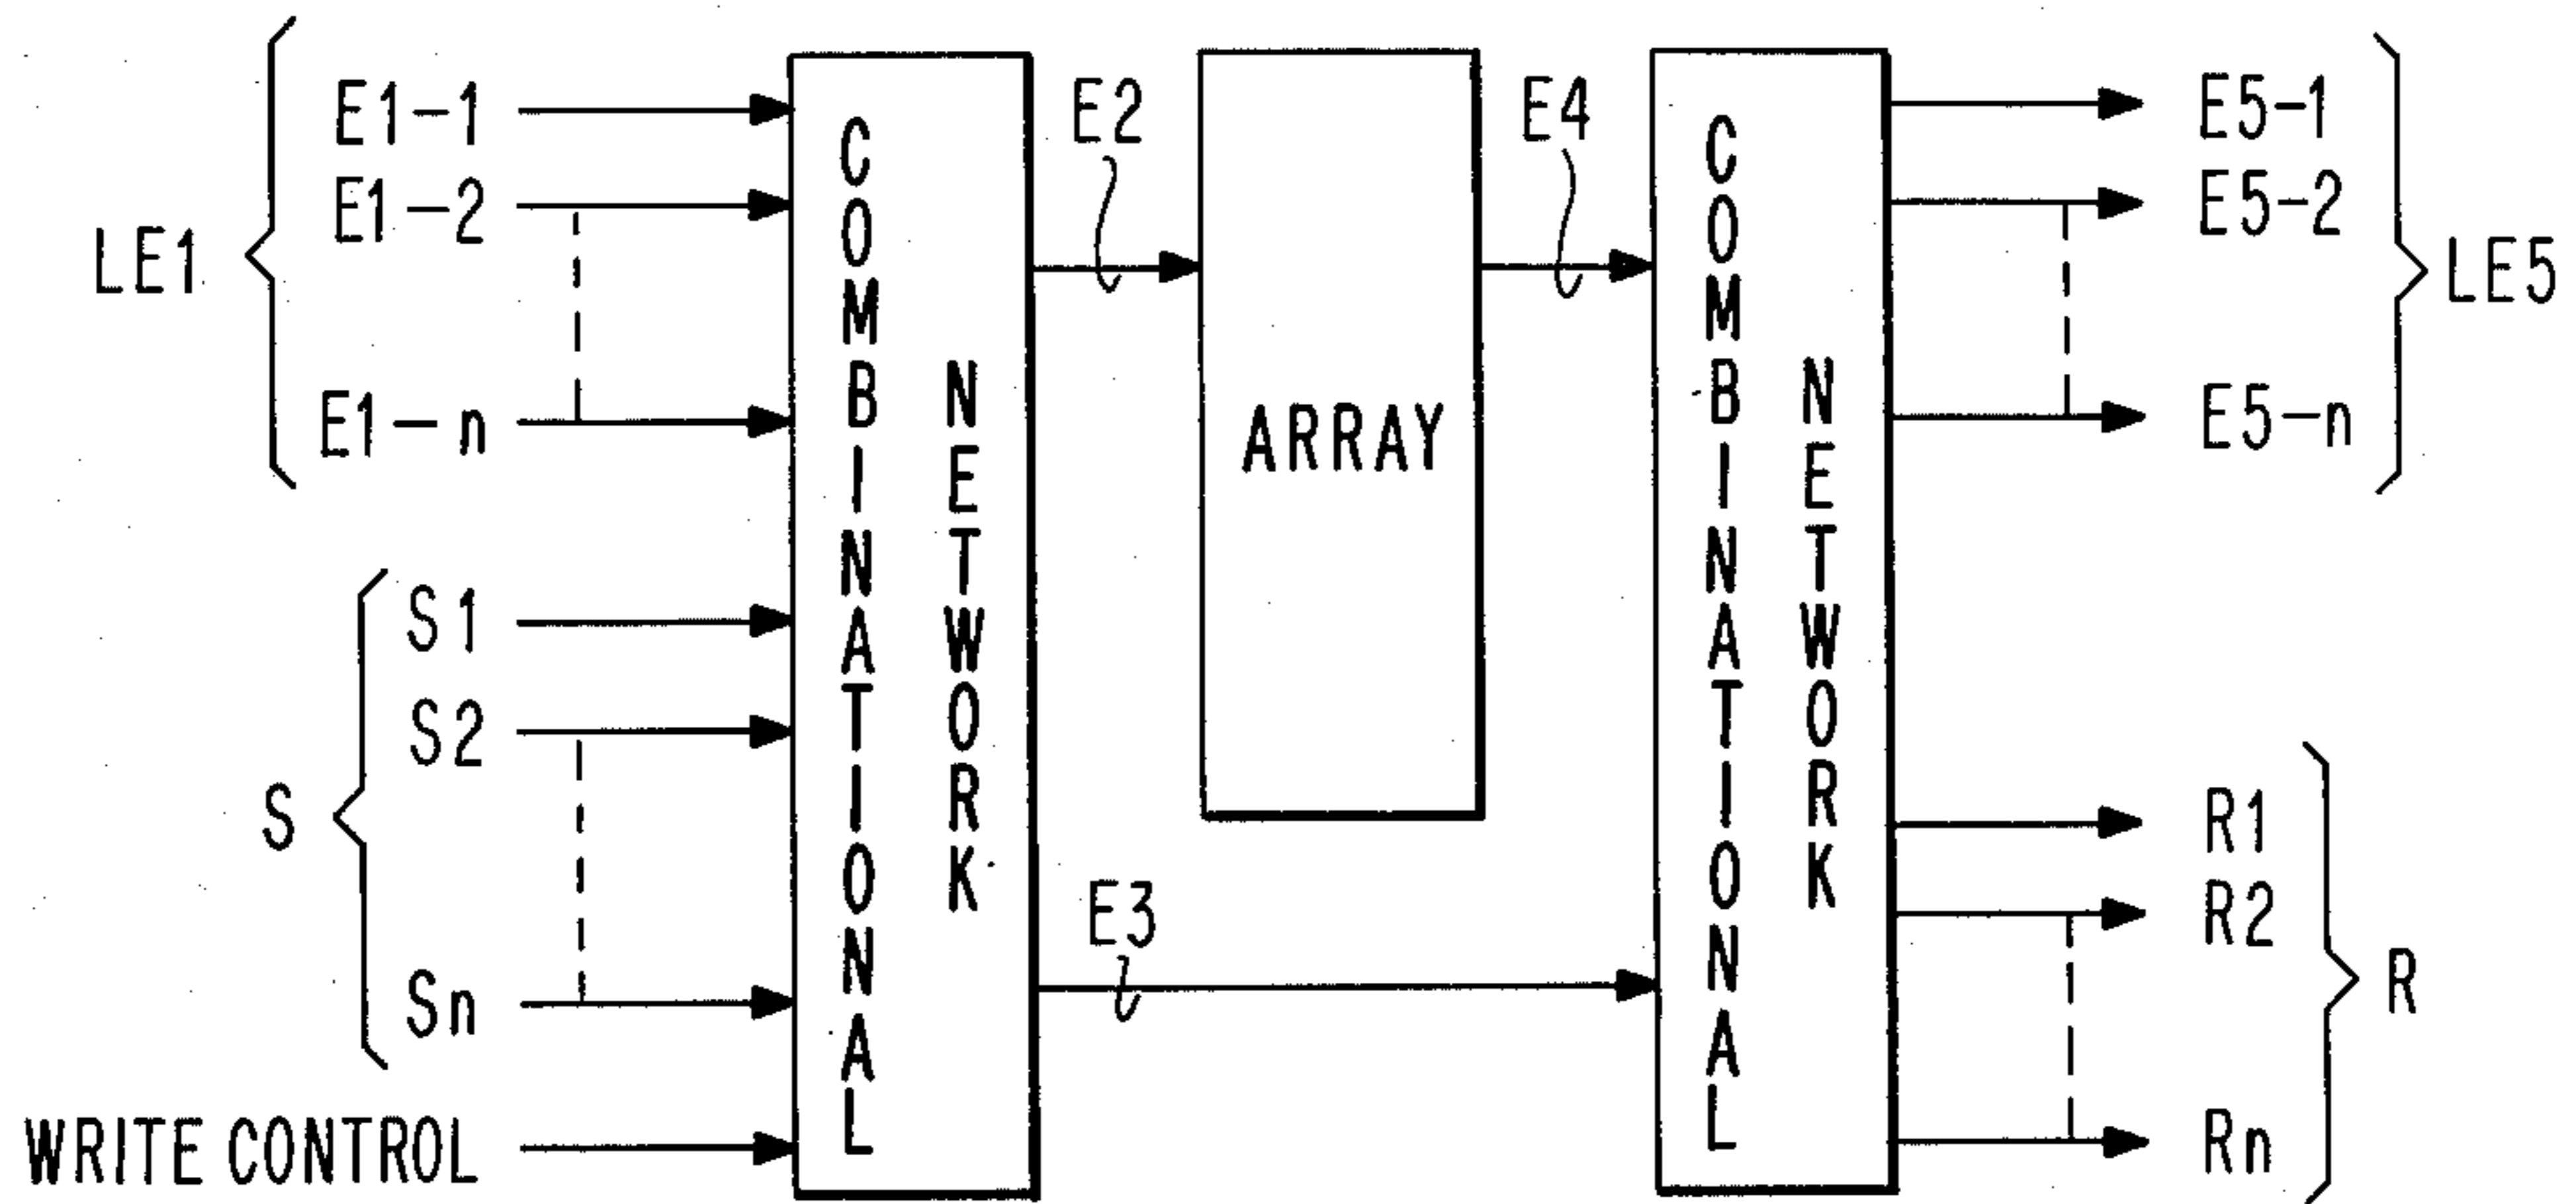 LE1
E1-1
E1-2
E1-n
S
S1
S2
Sn
WRITE CONTROL
COMBINATIONAL
NETWORK
E2
E3
ARRAY
E4
COMBINATIONAL
NETWORK
E5-1
E5-2
E5-n
LE5
R1
R2
Rn
R